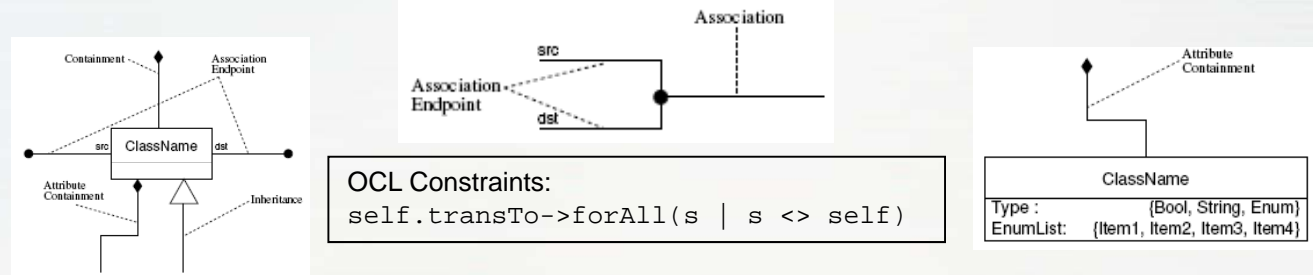 Containment
Association
Endpoint
src
ClassName
dst
Attribute
Containment
Inheritance
Association
src
Association
Endpoint
dst
OCL Constraints:
self.transTo->forAll(s | s <> self)
Attribute
Containment
ClassName
Type : {Bool, String, Enum}
EnumList: {Item1, Item2, Item3, Item4}